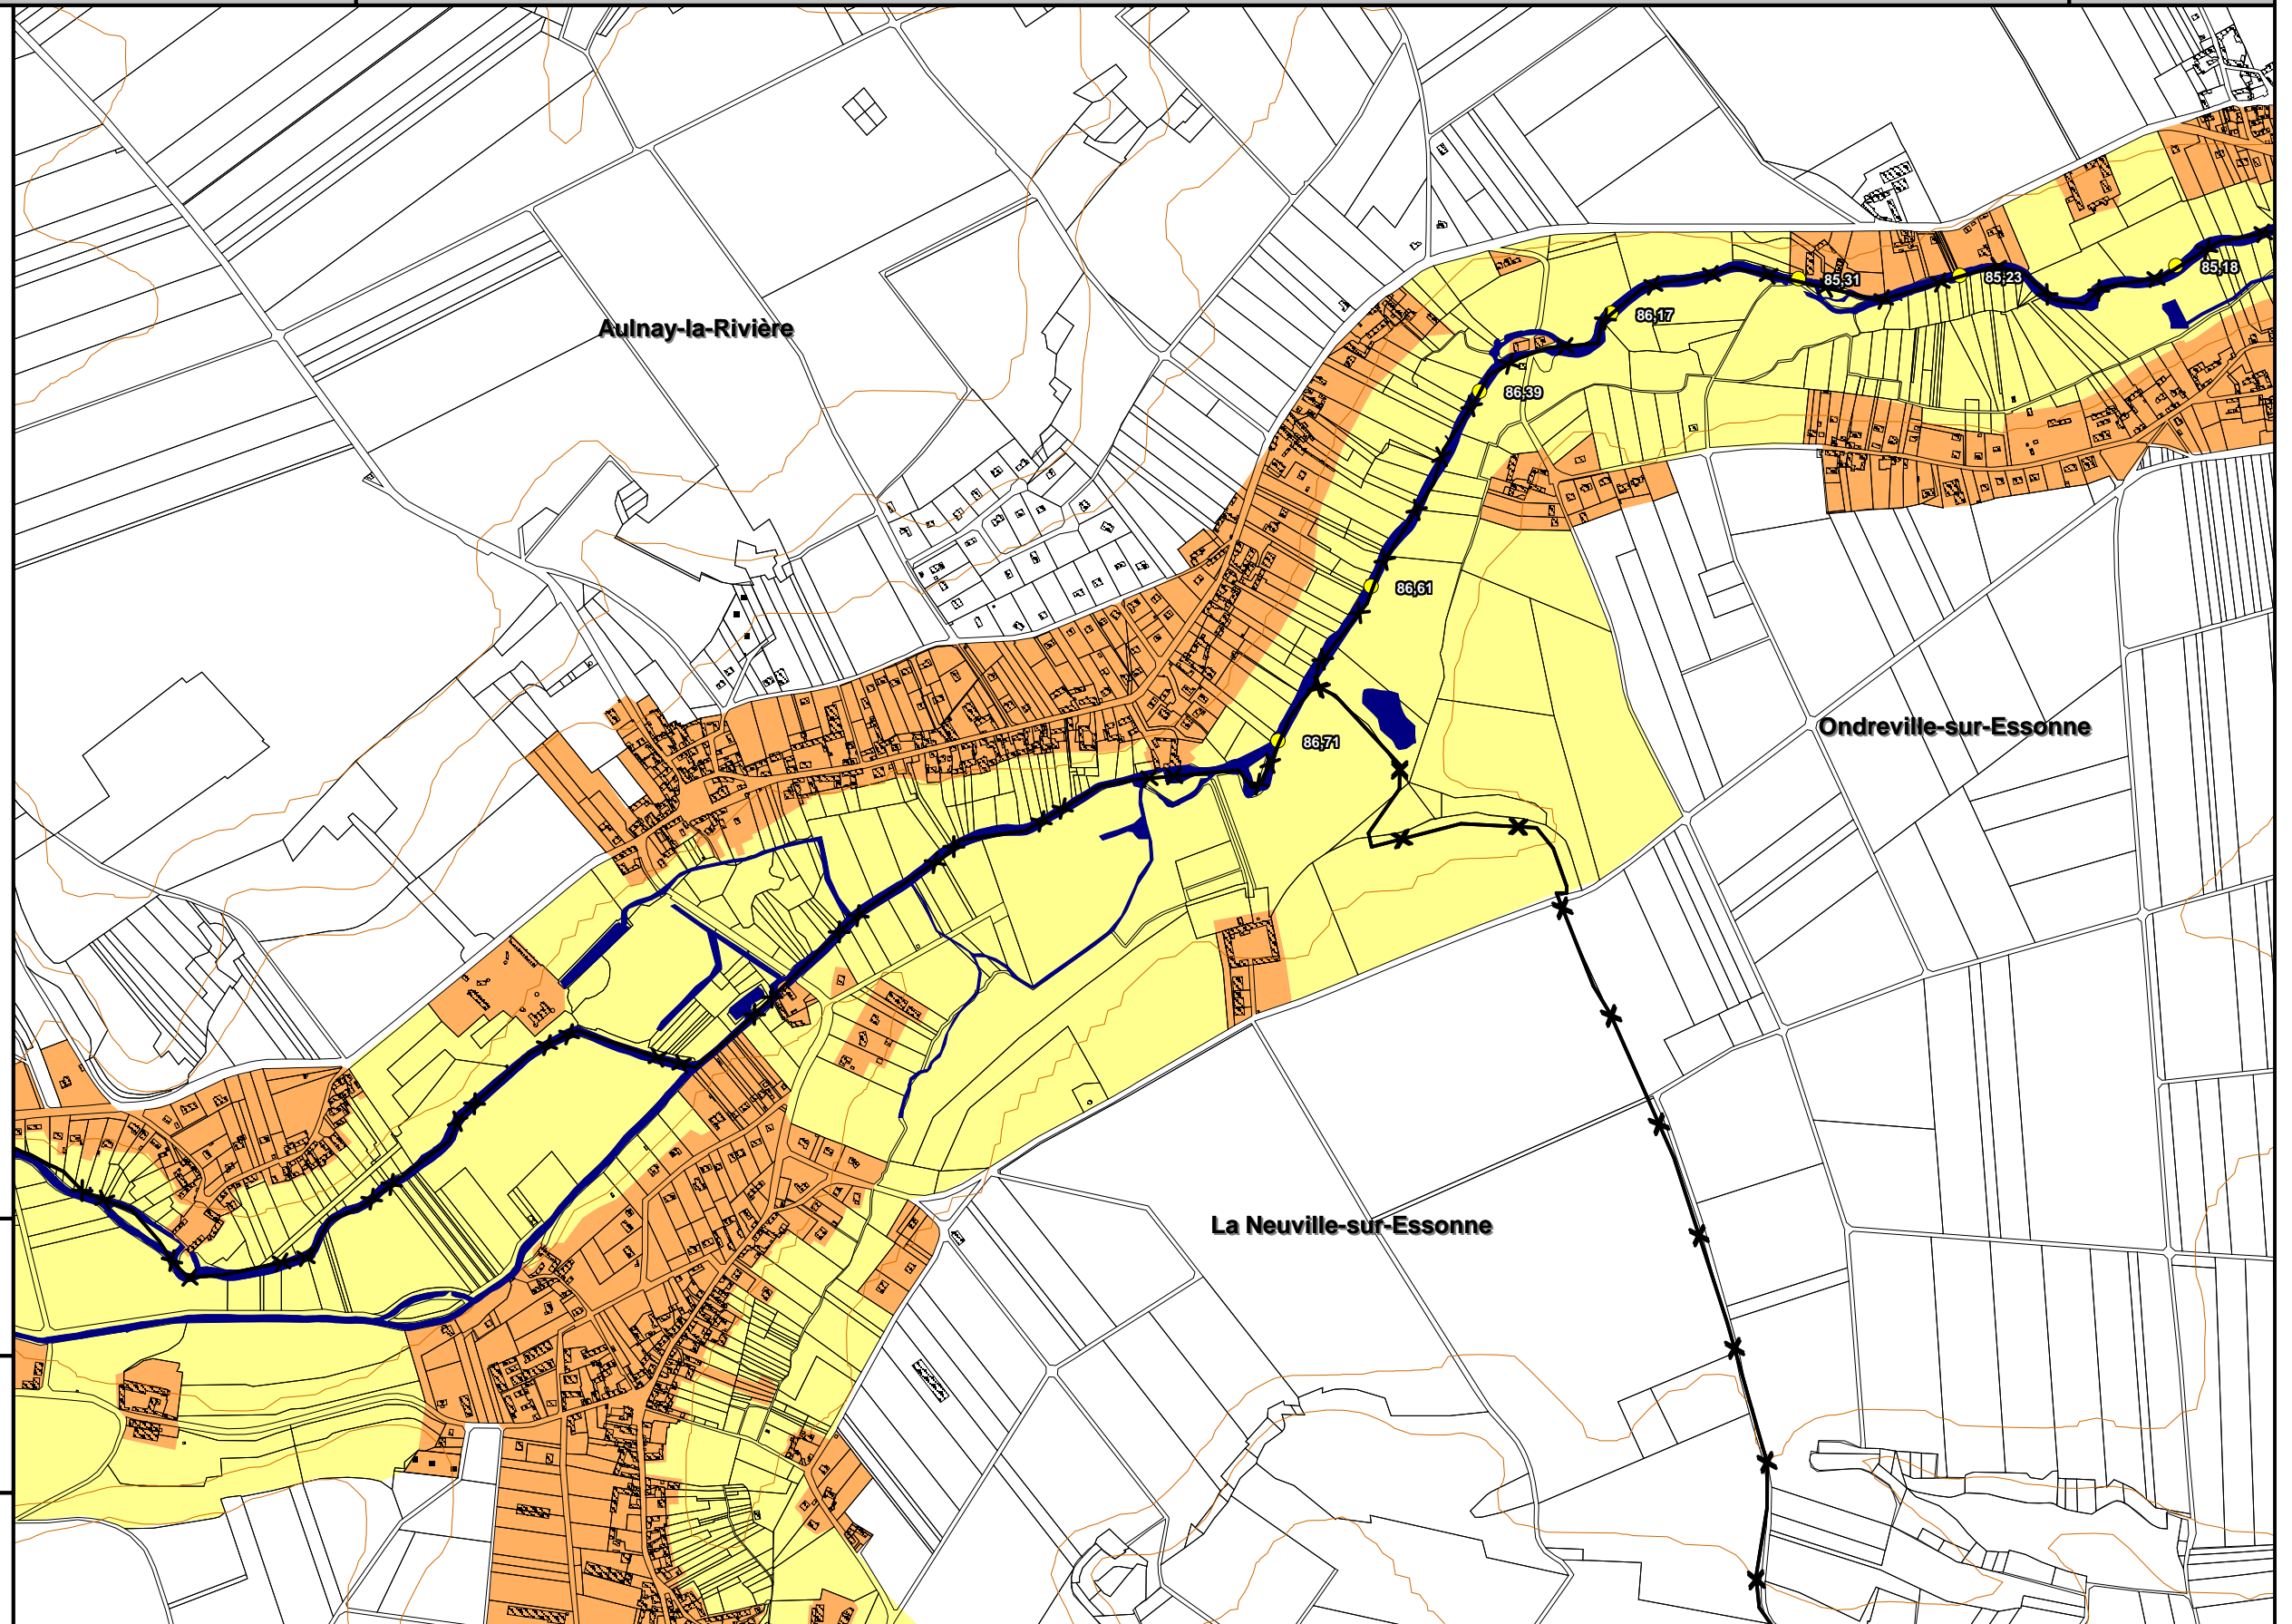 85,18
85,31
85,23
86,17
Aulnay-la-Rivière
86,39
86,61
Ondreville-sur-Essonne
86,71
La Neuville-sur-Essonne